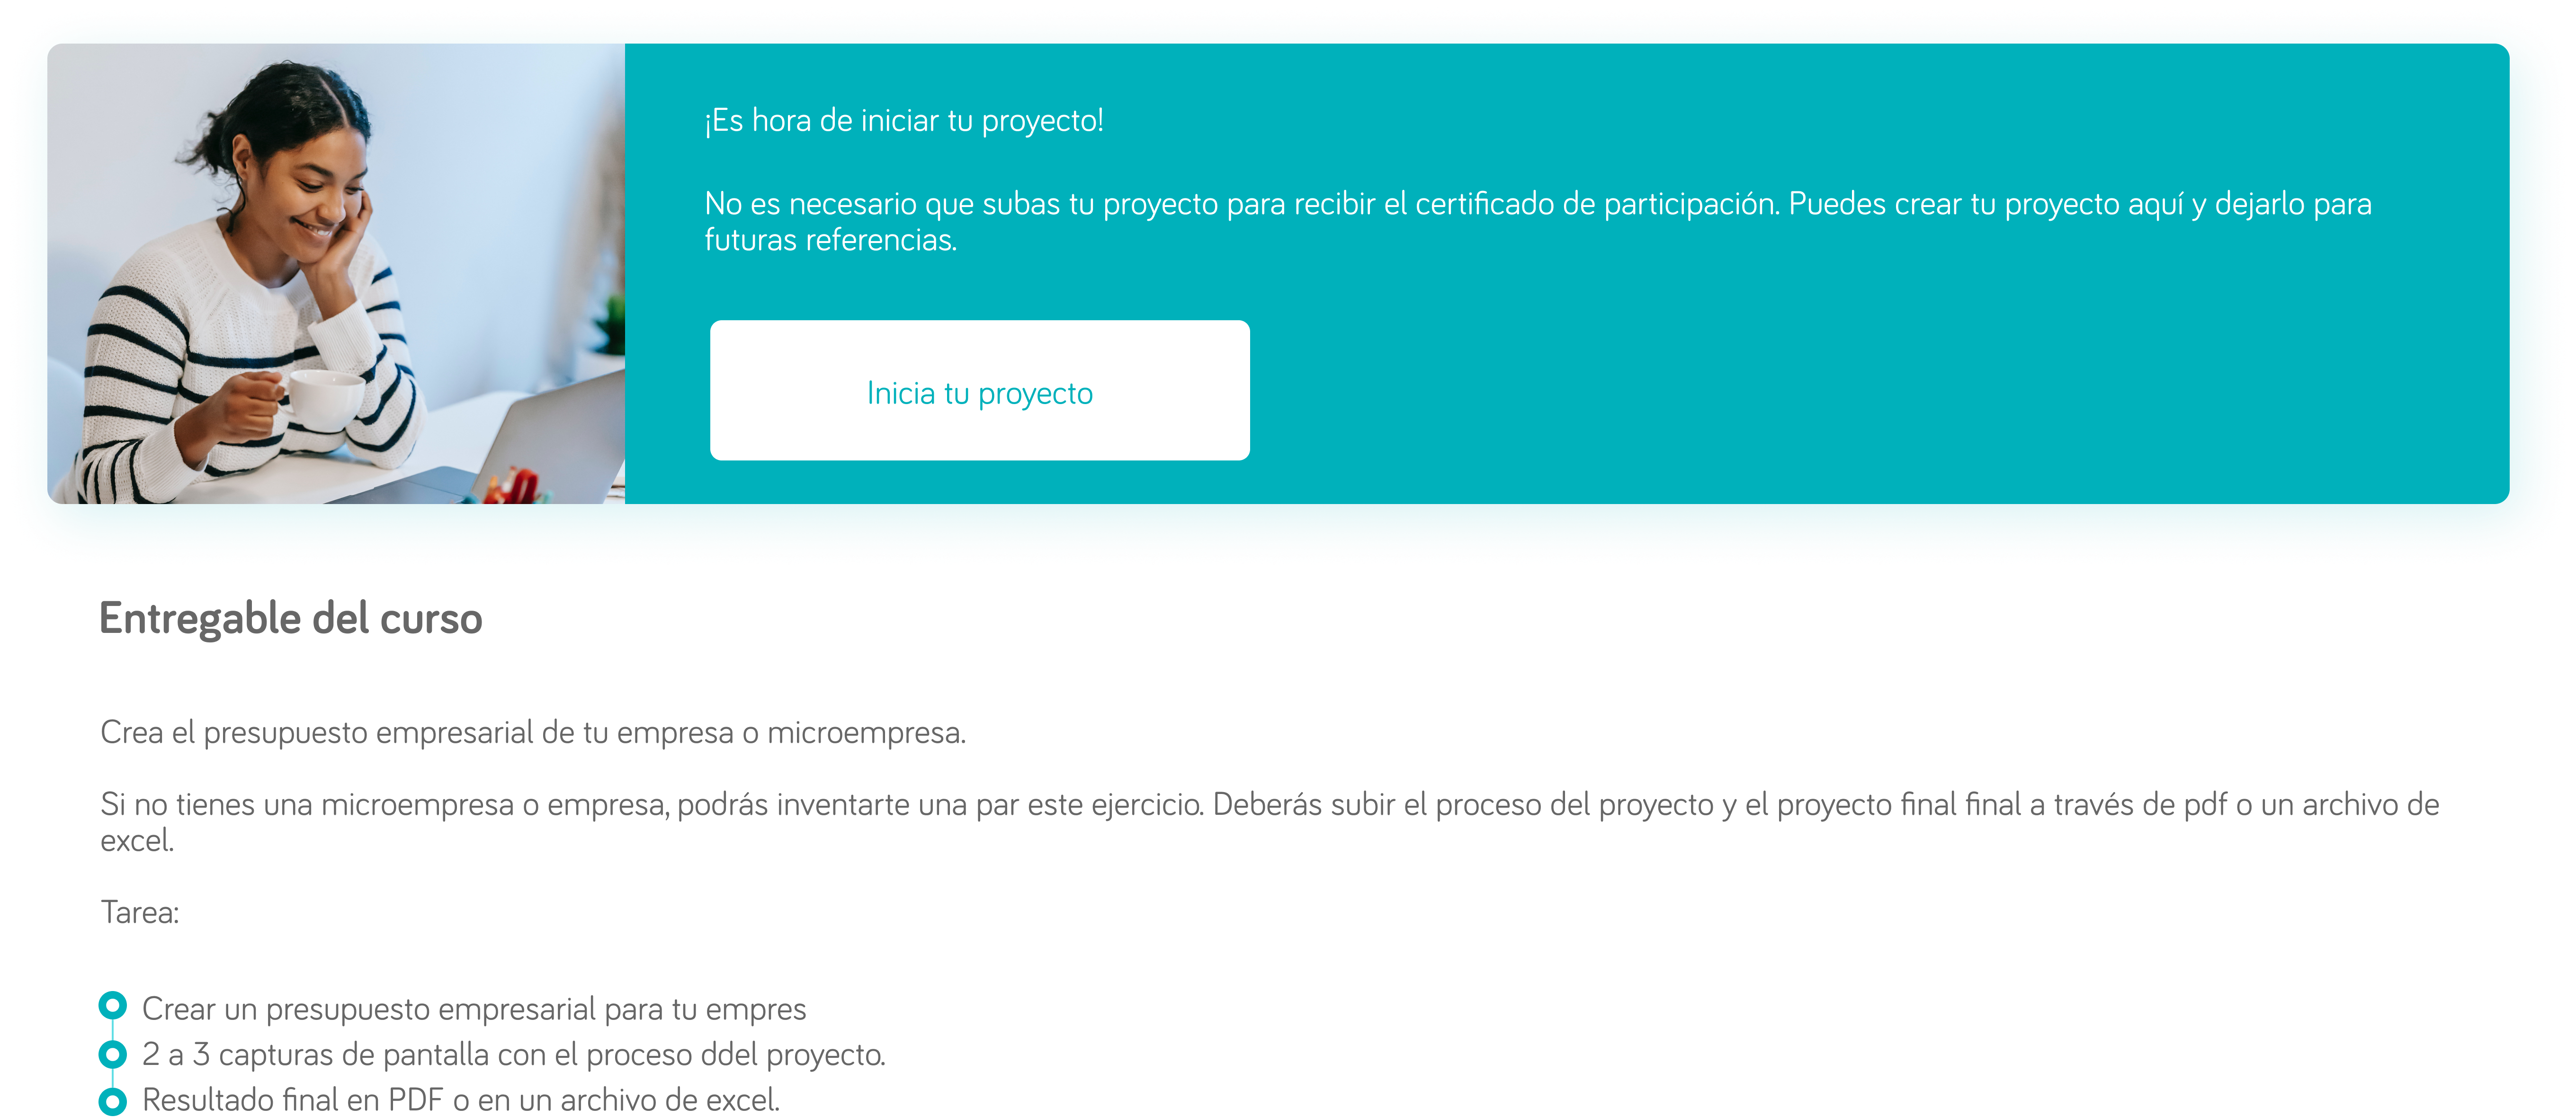 ¡Es hora de iniciar tu proyecto!
No es necesario que subas tu proyecto para recibir el certificado de participación. Puedes crear tu proyecto aquí y dejarlo para
futuras referencias.
Inicia tu proyecto
Entregable del curso
Crea el presupuesto empresarial de tu empresa o microempresa.
Si no tienes una microempresa o empresa, podrás inventarte una par este ejercicio. Deberás subir el proceso del proyecto y el proyecto final final a través de pdf o un archivo de
excel.
Tarea:
Crear un presupuesto empresarial para tu empres
2 a 3 capturas de pantalla con el proceso ddel proyecto.
Resultado final en PDF o en un archivo de excel.